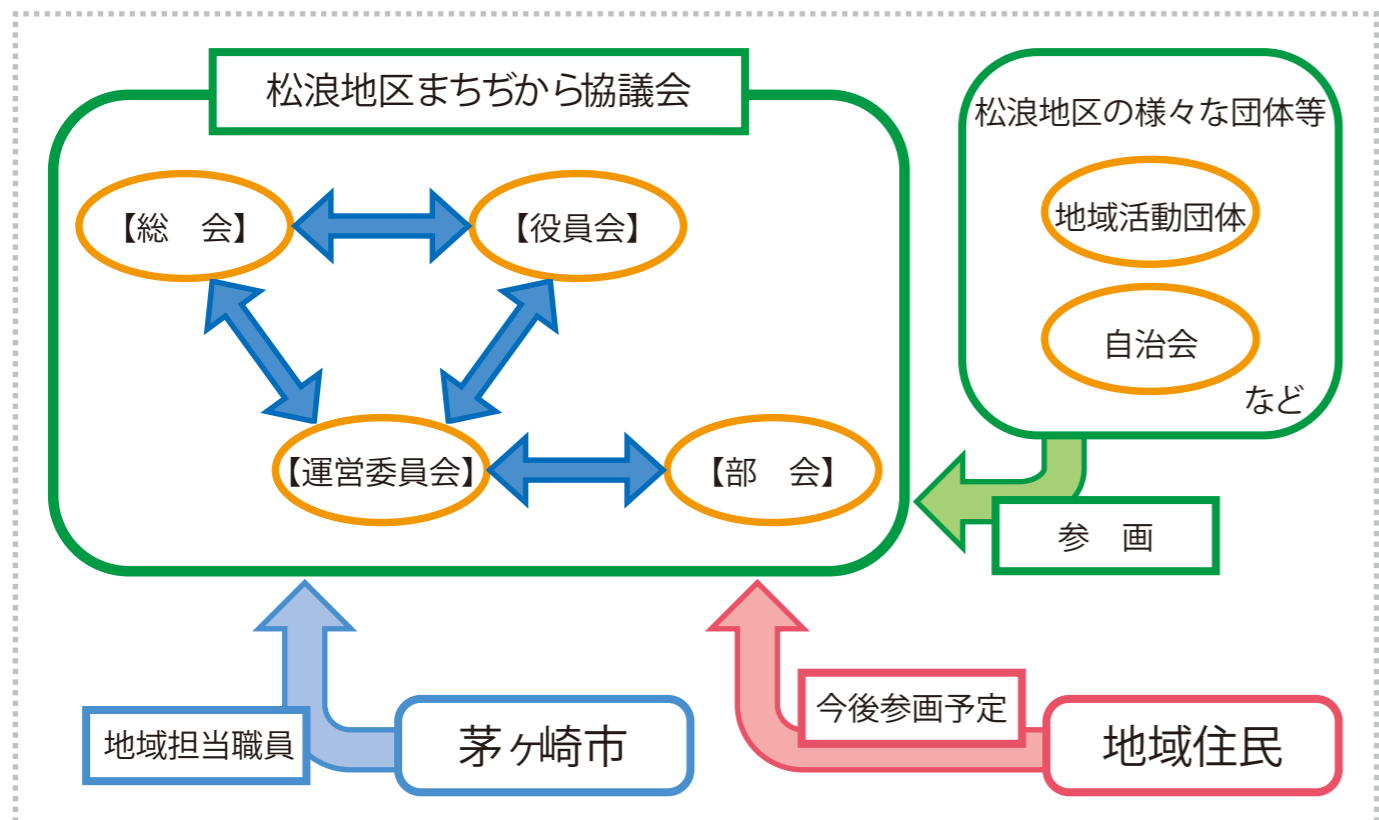 松浪地区まちぢから協議会
【総　会】
【役員会】
【運営委員会】
【部　会】
松浪地区の様々な団体等
地域活動団体
自治会
など
参　画
地域担当職員
茅ヶ崎市
今後参画予定
地域住民